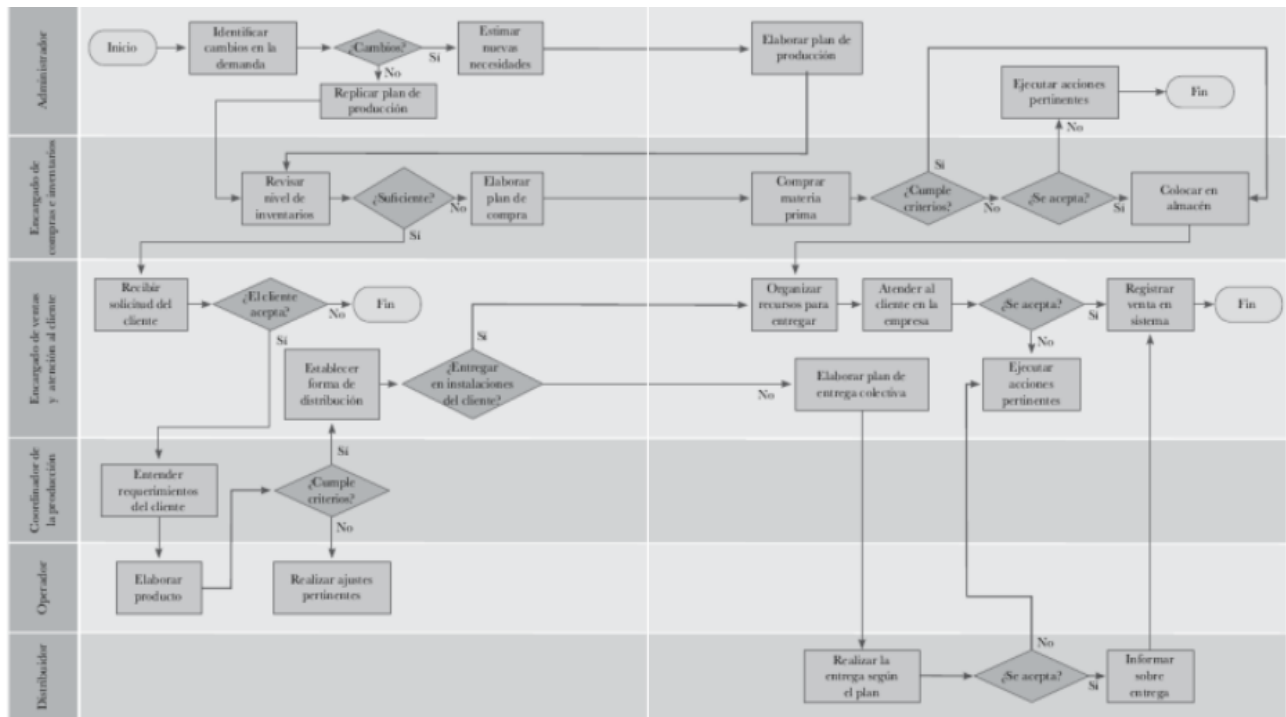 Administrador
Inicio
Identificar
cambios en la
demanda
¿Cambios?
Sí
No
Estimar
nuevas
necesidades
Replicar plan de
producción
Elaborar plan de
producción
Ejecutar acciones
pertinentes
Fin
No
Encargado de
compras e inventarios
Revisar
nivel de
inventarios
¿Suficiente?
No
Sí
Elaborar
plan de
compra
Comprar
materia
prima
Sí
¿Cumple
criterios?
No
¿Se acepta?
Sí
Colocar en
almacén
Encargado de ventas
y atención al cliente
Recibir
solicitud del
cliente
¿El cliente
acepta?
No
Sí
Fin
Establecer
forma de
distribución
Sí
¿Entregar
en instalaciones
del cliente?
No
Organizar
recursos para
entregar
Atender al
cliente en la
empresa
¿Se acepta?
Sí
No
Registrar
venta en
sistema
Fin
Elaborar plan de
entrega colectiva
Ejecutar
acciones
pertinentes
Coordinador de
la producción
Entender
requerimientos
del cliente
Sí
¿Cumple
criterios?
No
Operador
Elaborar
producto
Realizar ajustes
pertinentes
Distribuidor
Realizar la
entrega según
el plan
No
¿Se acepta?
Sí
Informar
sobre
entrega